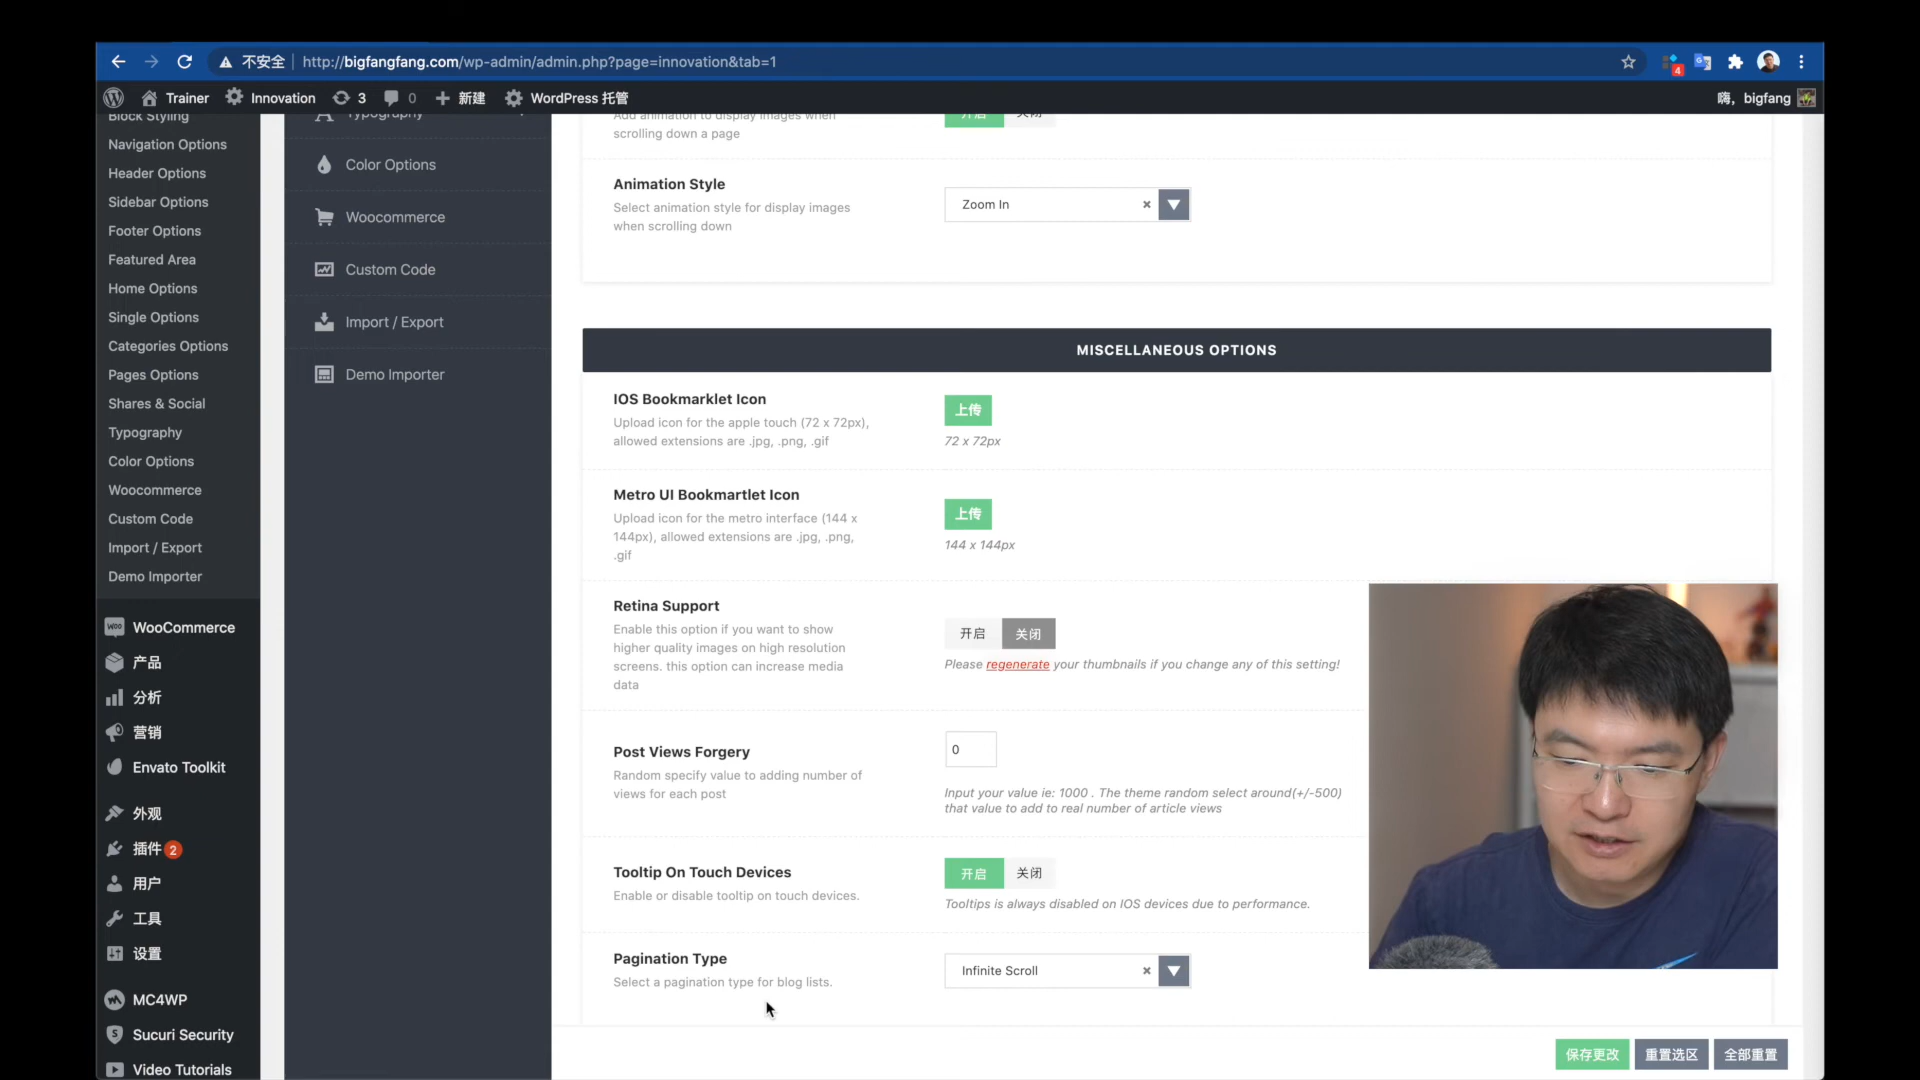 不安全 http://bigfangfang.com/wp-admin/admin.php?page=innovation&tab=1
4
Trainer Innovation 3 0 新建 WordPress 托管 嗨，bigfang
Block Styling
Navigation Options
Header Options
Sidebar Options
Footer Options
Featured Area
Home Options
Single Options
Categories Options
Pages Options
Shares & Social
Typography
Color Options
Woocommerce
Custom Code
Import / Export
Demo Importer
WooCommerce
产品
分析
营销
Envato Toolkit
外观
插件 2
用户
工具
设置
MC4WP
Sucuri Security
Video Tutorials
Typography
Color Options
Woocommerce
Custom Code
Import / Export
Demo Importer
Add animation to display images when
scrolling down a page
开启 关闭
Animation Style
Select animation style for display images
when scrolling down
Zoom In
MISCELLANEOUS OPTIONS
IOS Bookmarklet Icon
Upload icon for the apple touch (72 x 72px),
allowed extensions are .jpg, .png, .gif
上传
72 x 72px
Metro UI Bookmartlet Icon
Upload icon for the metro interface (144 x
144px), allowed extensions are .jpg, .png,
.gif
上传
144 x 144px
Retina Support
Enable this option if you want to show
higher quality images on high resolution
screens. this option can increase media
data
开启 关闭
Please regenerate your thumbnails if you change any of this setting!
Post Views Forgery
Random specify value to adding number of
views for each post
0
Input your value ie: 1000 . The theme random select around(+/-500)
that value to add to real number of article views
Tooltip On Touch Devices
Enable or disable tooltip on touch devices.
开启 关闭
Tooltips is always disabled on IOS devices due to performance.
Pagination Type
Select a pagination type for blog lists.
Infinite Scroll
保存更改 重置选区 全部重置